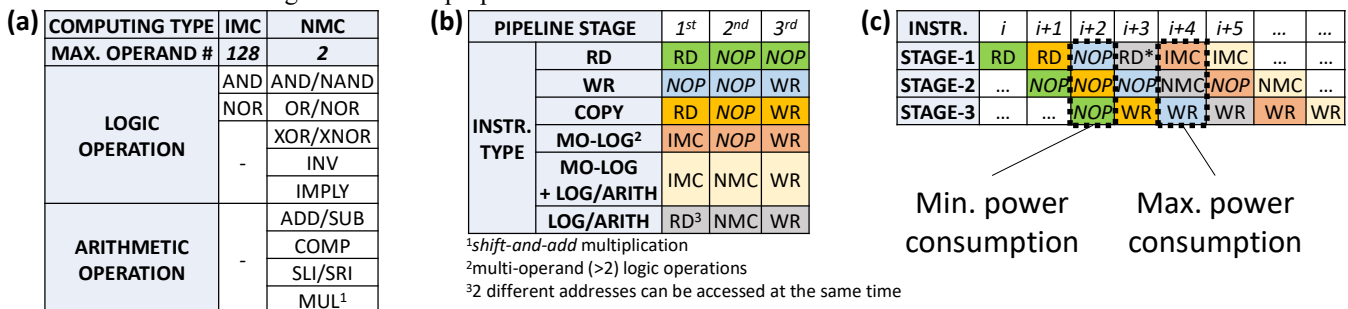 (a)
COMPUTING TYPE IMC NMC
MAX. OPERAND # 128 2
LOGIC OPERATION AND AND/NAND
NOR OR/NOR
- XOR/XNOR
INV
IMPLY
ARITHMETIC OPERATION - ADD/SUB
COMP
SLI/SRI
MUL¹
(b)
PIPELINE STAGE 1st 2nd 3rd
INSTR. TYPE
RD RD NOP NOP
WR NOP NOP WR
COPY RD NOP WR
MO-LOG² IMC NOP WR
MO-LOG + LOG/ARITH IMC NMC WR
LOG/ARITH RD³ NMC WR
¹shift-and-add multiplication
²multi-operand (>2) logic operations
³2 different addresses can be accessed at the same time
(c)
INSTR. i i+1 i+2 i+3 i+4 i+5 ... ...
STAGE-1 RD RD NOP RD* IMC IMC ... ...
STAGE-2 ... NOP NOP NOP NMC NOP NMC ...
STAGE-3 ... ... NOP WR WR WR WR WR
Min. power consumption
Max. power consumption